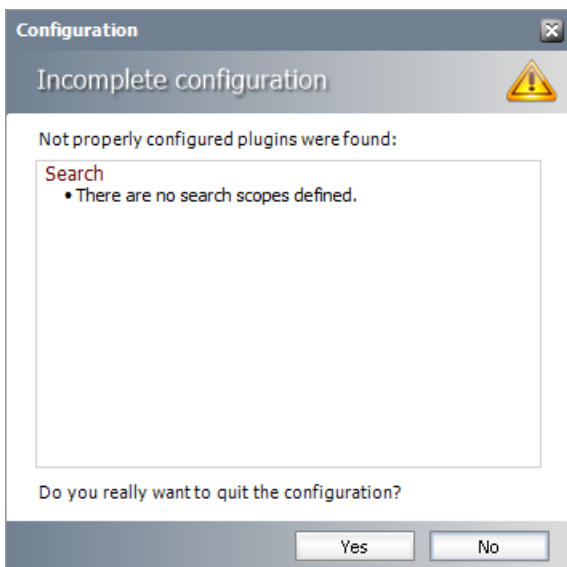 Configuration
Incomplete configuration
Not properly configured plugins were found:
Search
• There are no search scopes defined.
Do you really want to quit the configuration?
Yes No